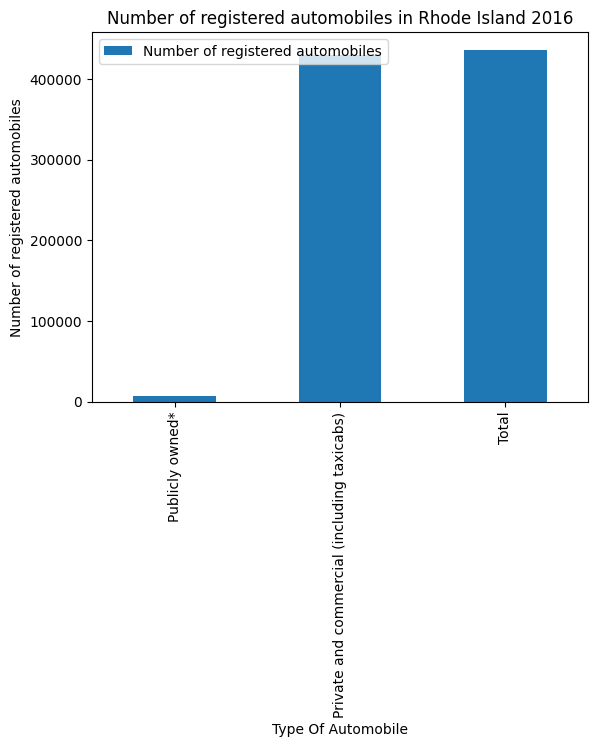 Number of registered automobiles in Rhode Island 2016
Number of registered automobiles
Number of registered automobiles
400000
300000
200000
100000
0
Publicly owned*
Private and commercial (including taxicabs)
Total
Type Of Automobile